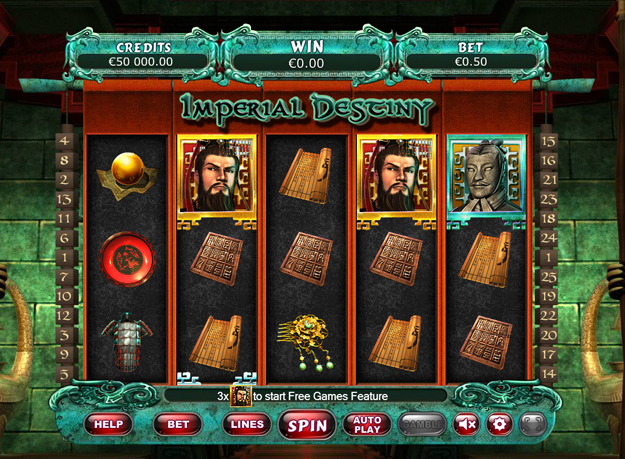 CREDITS
€50 000.00
WIN
€0.00
BET
€0.50
IMPERIAL DESTINY
4
8
2
13
11
6
1
7
10
12
3
9
5
15
16
21
23
18
24
1
25
19
22
20
17
14
3x to start Free Games Feature
HELP
BET
LINES
SPIN
AUTO PLAY
GAMBLE